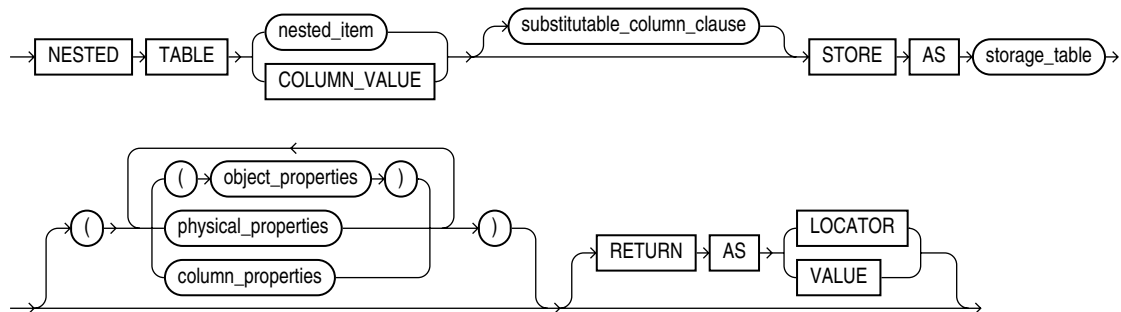 nested_item substitutable_column_clause
NESTED TABLE STORE AS storage_table
COLUMN_VALUE
( object_properties )
( physical_properties ) RETURN AS LOCATOR
column_properties VALUE